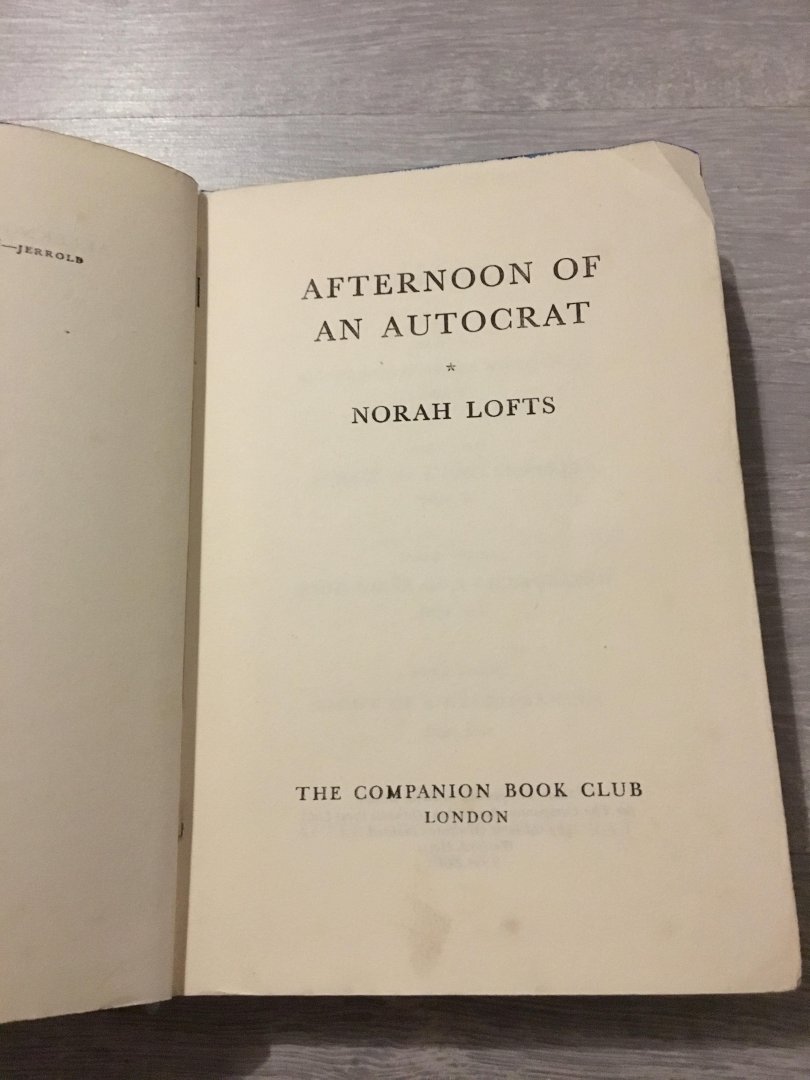 —JERROLD
AFTERNOON OF
AN AUTOCRAT
*
NORAH LOFTS
THE COMPANION BOOK CLUB
LONDON